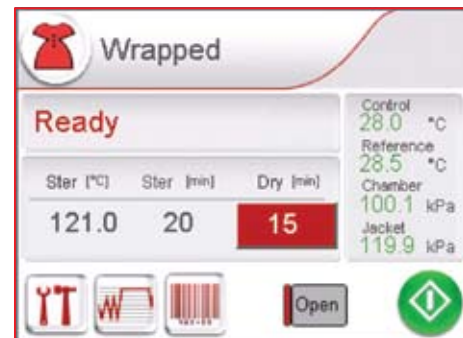 Wrapped
Ready
Ster [°C] Ster [min] Dry [min]
121.0 20 15
Control
28.0 °C
Reference
28.5 °C
Chamber
100.1 kPa
Jacket
119.9 kPa
Open